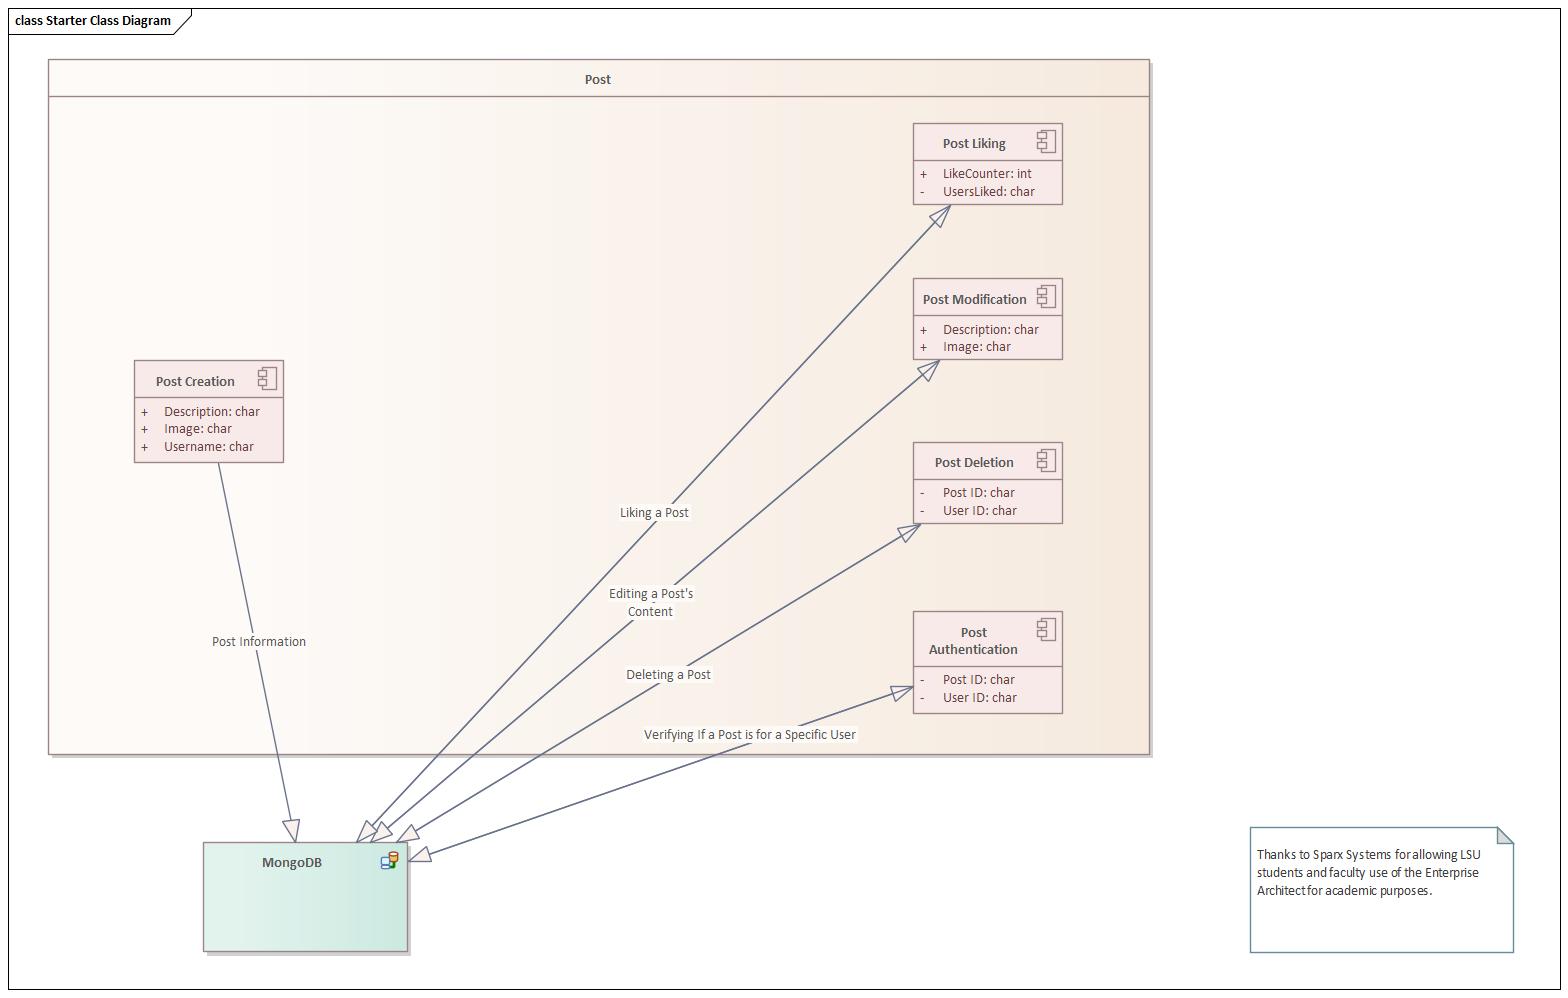 class Starter Class Diagram
Post
Post Liking
+ LikeCounter: int
- UsersLiked: char
Post Modification
+ Description: char
+ Image: char
Post Creation
+ Description: char
+ Image: char
+ Username: char
Post Deletion
- Post ID: char
- User ID: char
Liking a Post
Editing a Post's
Content
Post
Authentication
- Post ID: char
- User ID: char
Post Information
Deleting a Post
Verifying If a Post is for a Specific User
MongoDB
Thanks to Sparx Systems for allowing LSU
students and faculty use of the Enterprise
Architect for academic purposes.